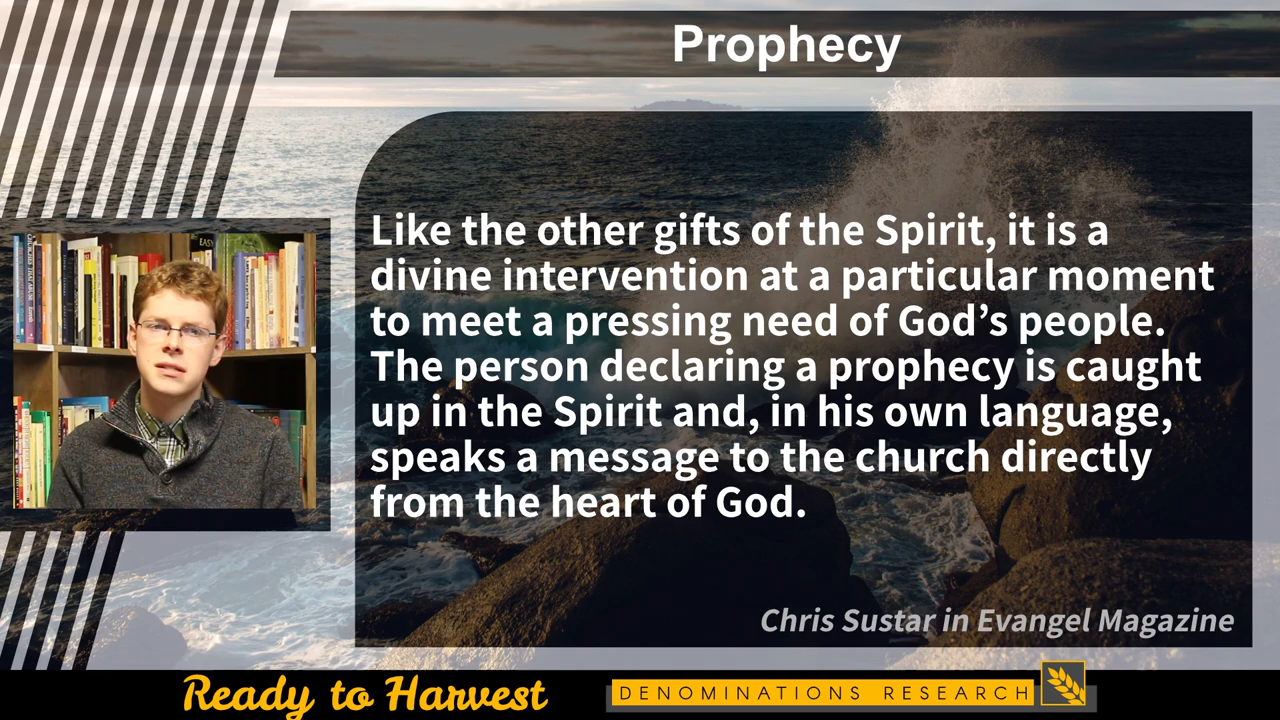 Prophecy
Like the other gifts of the Spirit, it is a
divine intervention at a particular moment
to meet a pressing need of God’s people.
The person declaring a prophecy is caught
up in the Spirit and, in his own language,
speaks a message to the church directly
from the heart of God.
Chris Sustar in Evangel Magazine
Ready to Harvest
DENOMINATIONS RESEARCH